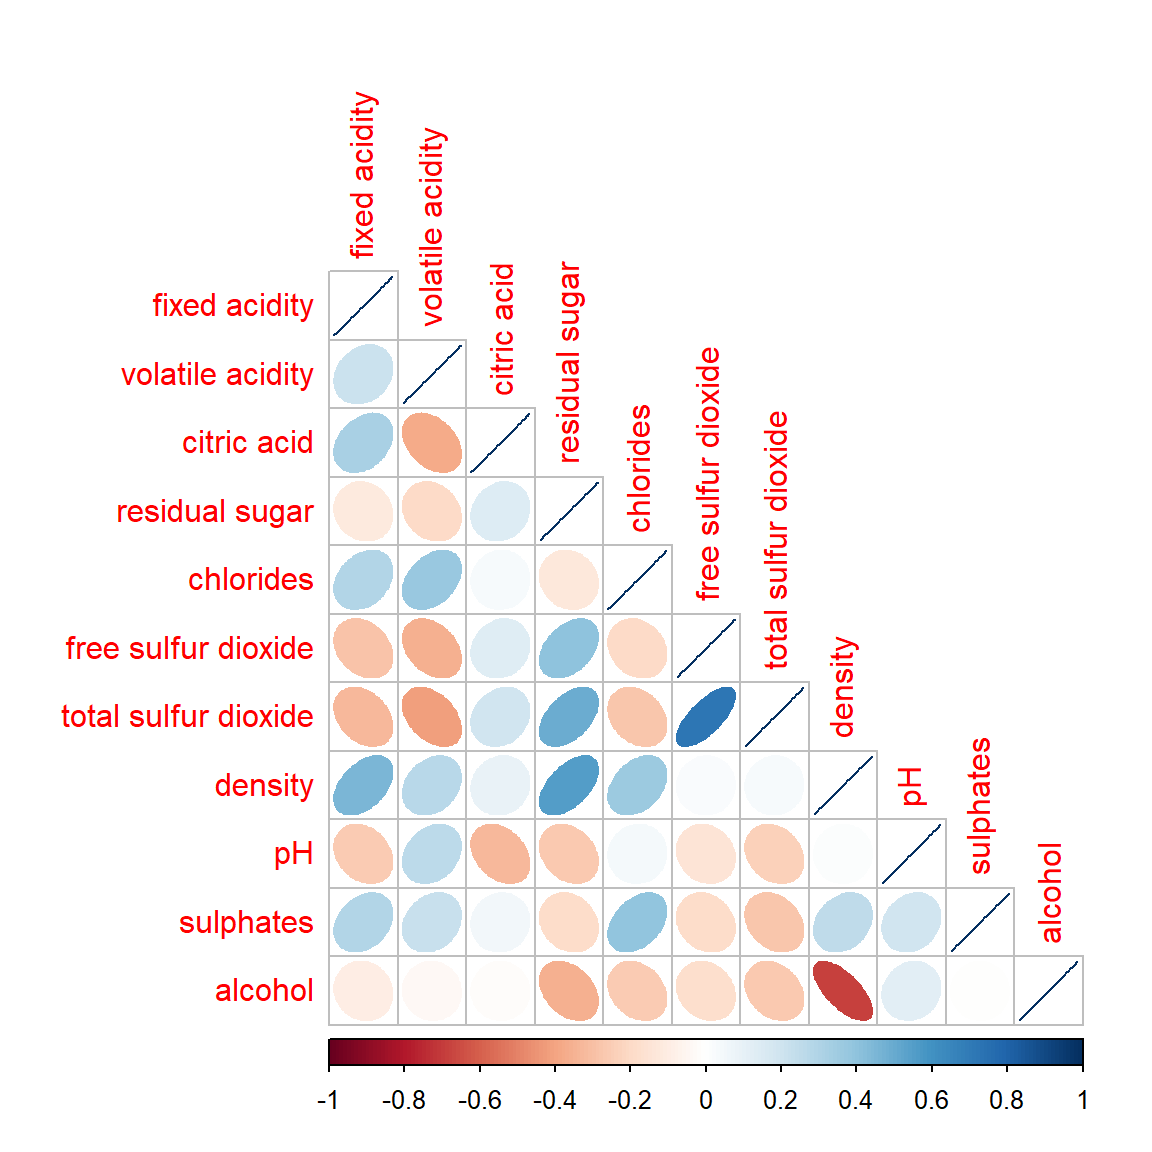 fixed acidity
volatile acidity
citric acid
residual sugar
chlorides
free sulfur dioxide
total sulfur dioxide
density
pH
sulphates
alcohol
fixed acidity
volatile acidity
citric acid
residual sugar
chlorides
free sulfur dioxide
total sulfur dioxide
density
pH
sulphates
alcohol
-1 -0.8 -0.6 -0.4 -0.2 0 0.2 0.4 0.6 0.8 1